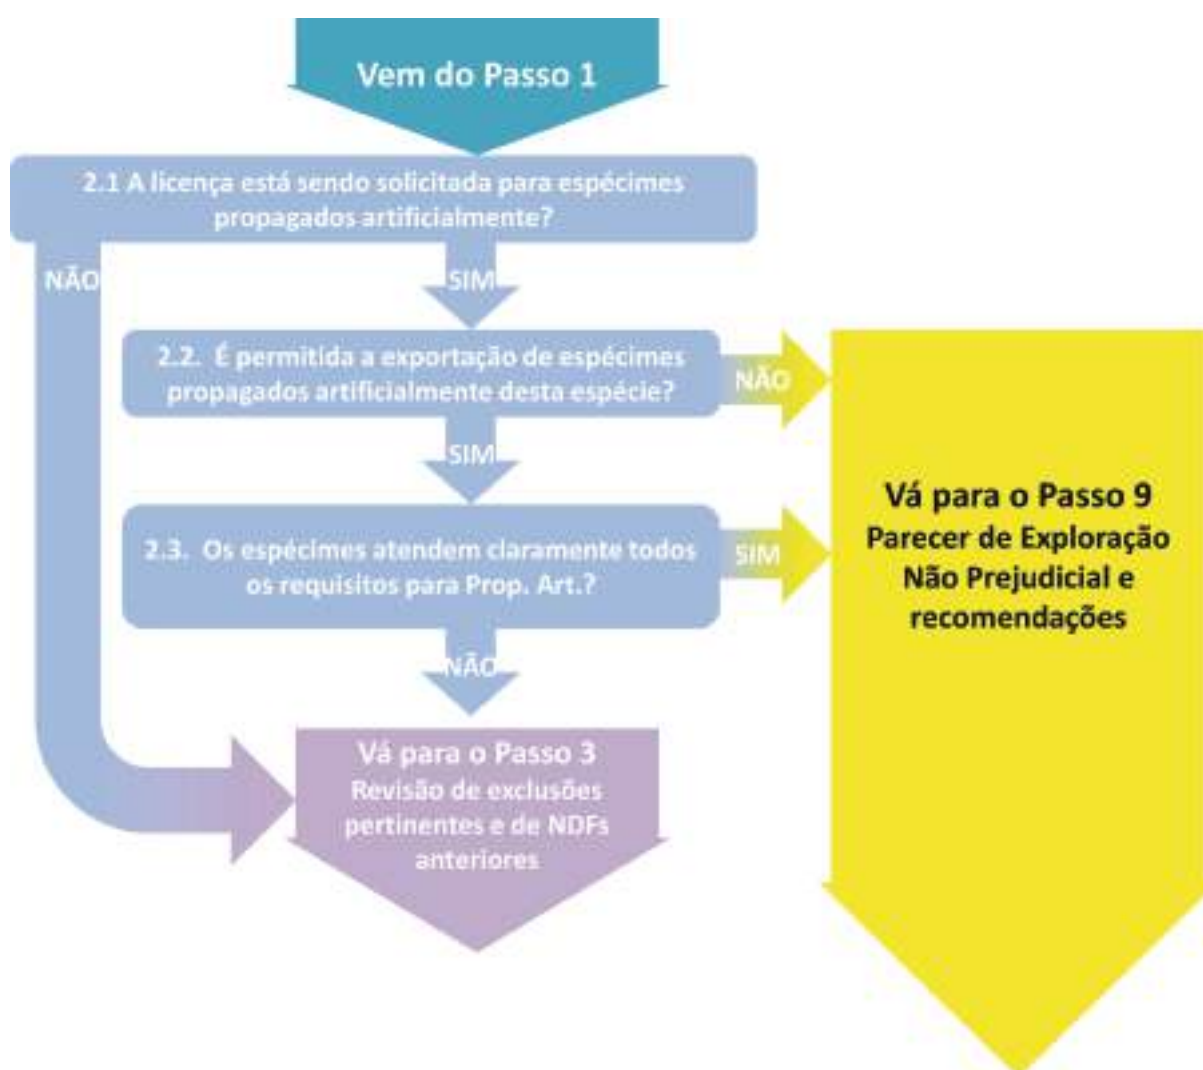 Vem do Passo 1
2.1 A licença está sendo solicitada para espécimes
propagados artificialmente?
NÃO
SIM
2.2. É permitida a exportação de espécimes
propagados artificialmente desta espécie?
NÃO
SIM
2.3. Os espécimes atendem claramente todos
os requisitos para Prop. Art.?
SIM
NÃO
Vá para o Passo 9
Parecer de Exploração
Não Prejudicial e
recomendações
Vá para o Passo 3
Revisão de exclusões
pertinentes e de NDFs
anteriores